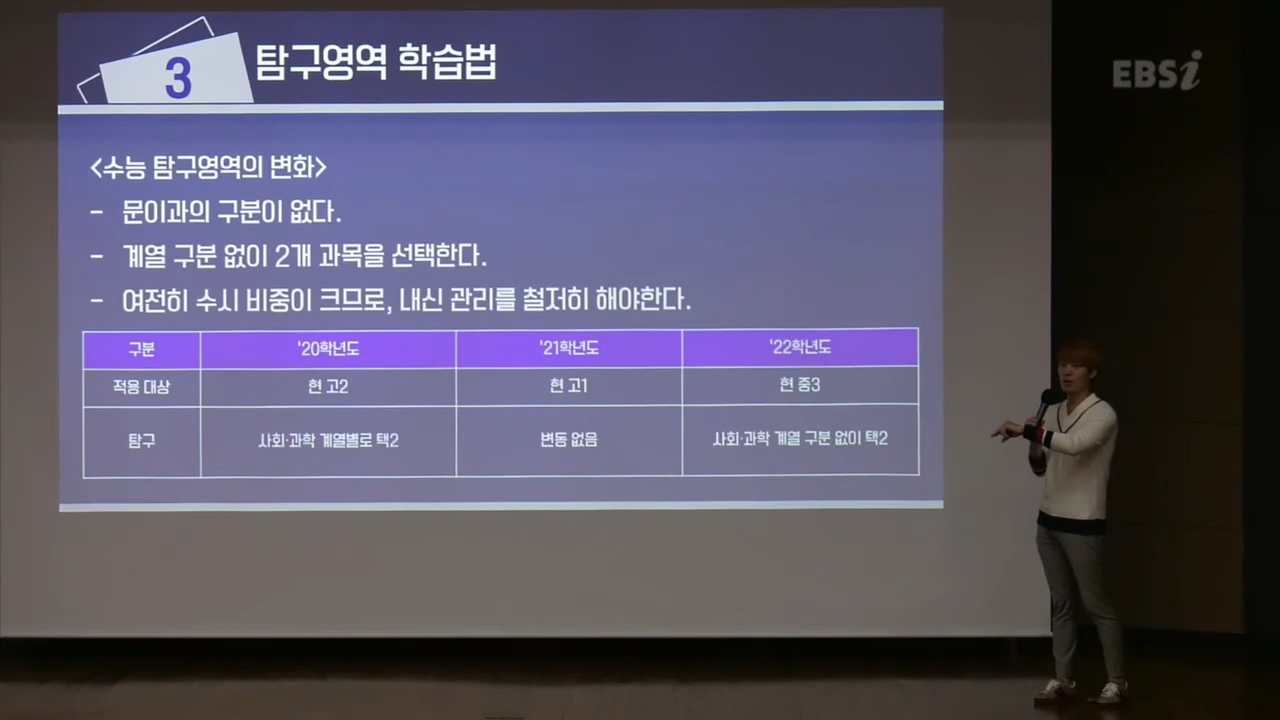 3
탐구영역 학습법
EBSi
<수능 탐구영역의 변화>
- 문이과의 구분이 없다.
- 계열 구분 없이 2개 과목을 선택한다.
- 여전히 수시 비중이 크므로, 내신 관리를 철저히 해야한다.
구분 '20학년도 '21학년도 '22학년도
적용 대상 현 고2 현 고1 현 중3
탐구 사회·과학 계열별로 택2 변동 없음 사회·과학 계열 구분 없이 택2